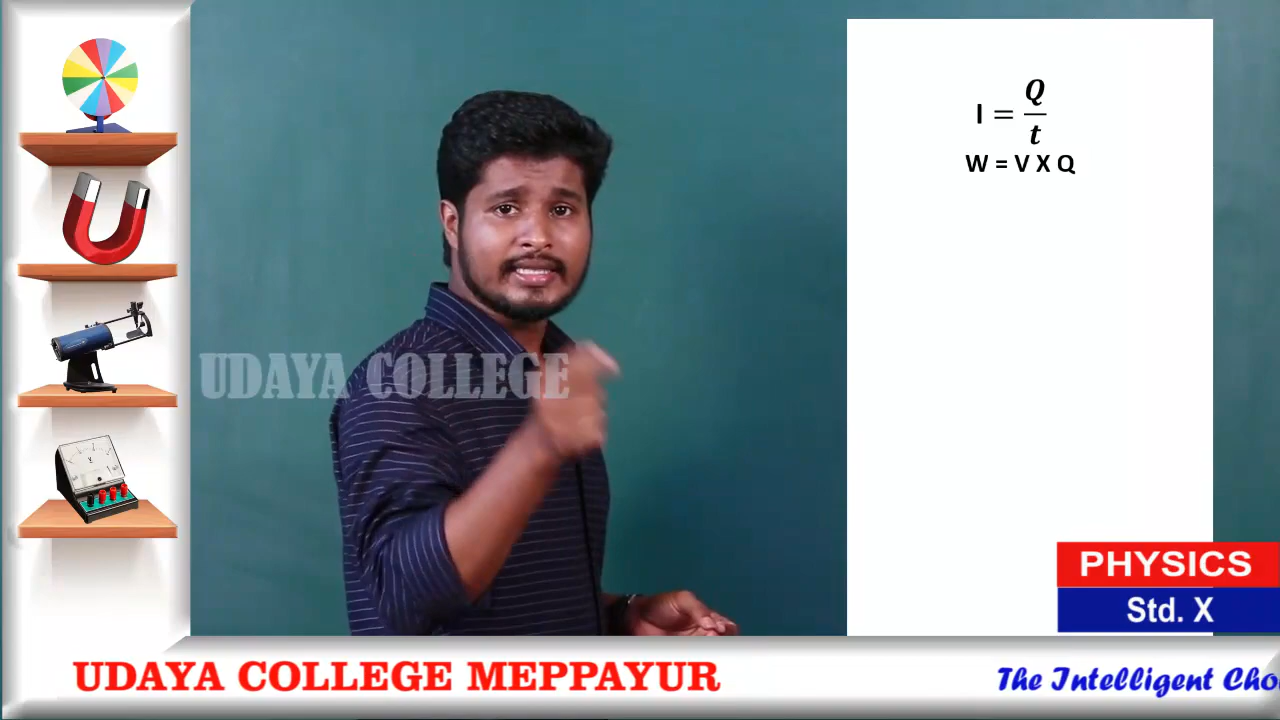 I = Q/t
W = V X Q
UDAYA COLLEGE
PHYSICS
Std. X
UDAYA COLLEGE MEPPAYUR
The Intelligent Cho